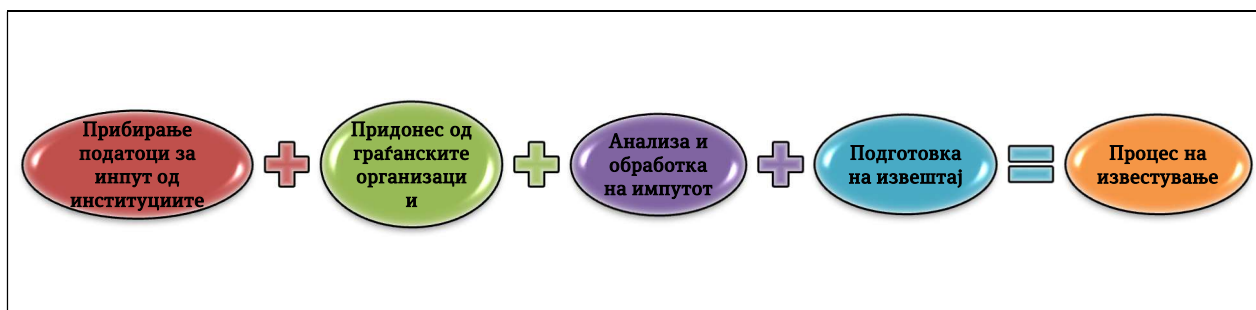 Прибирање
податоци за
инпут од
институциите
Придонес од
граѓанските
организаци
и
Анализа и
обработка
на импутот
Подготовка
на извештај
Процес на
известување